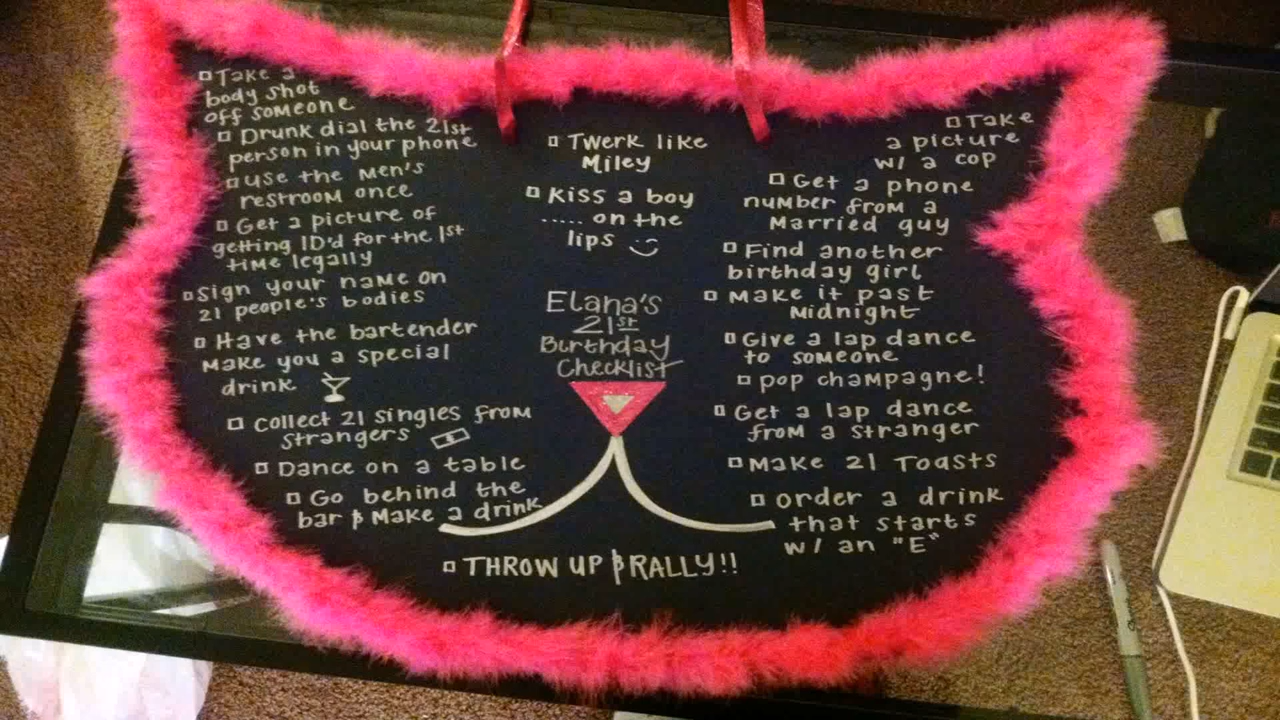 Take a
body shot
off someone
Drunk dial the 21st
person in your phone
use the Men's
restroom once
Get a picture of
getting ID'd for the 1st
time legally
Sign your name on
21 people's bodies
Have the bartender
Make you a special
drink
Collect 21 singles from
strangers
Dance on a table
Go behind the
bar & Make a drink
Twerk like
Miley
Kiss a boy
..... on the
lips
Elana's
21st
Birthday
Checklist
Take
a picture
w/ a cop
Get a phone
number from a
Married guy
Find another
birthday girl
Make it past
Midnight
Give a lap dance
to someone
pop champagne!
Get a lap dance
from a stranger
Make 21 Toasts
order a drink
that starts
w/ an "E"
THROW UP & RALLY!!